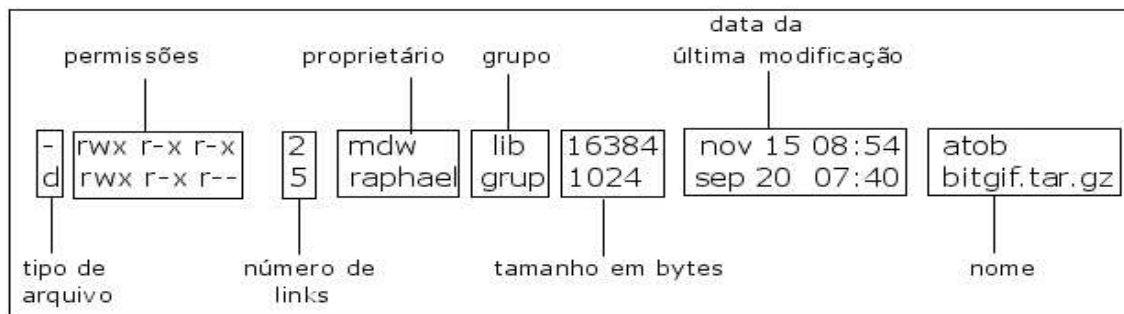 data da
permissões proprietário grupo última modificação
- rwx r-x r-x 2 mdw lib 16384 nov 15 08:54 atob
d rwx r-x r-- 5 raphael grup 1024 sep 20 07:40 bitgif.tar.gz
tipo de número de tamanho em bytes nome
arquivo links